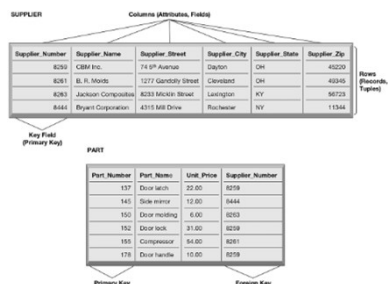 SUPPLIER
Columns (Attributes, Fields)
Supplier_Number Supplier_Name Supplier_Street Supplier_City Supplier_State Supplier_Zip
8259 CBM Inc. 74 5th Avenue Dayton OH 45220
8261 B. R. Molds 1277 Gandolly Street Cleveland OH 49345
8263 Jackson Composites 8233 Micklin Street Lexington KY 56723
8444 Bryant Corporation 4315 Mill Drive Rochester NY 11344
Rows
(Records,
Tuples)
Key Field
(Primary Key)
PART
Part_Number Part_Name Unit_Price Supplier_Number
137 Door latch 22.00 8259
145 Side mirror 12.00 8444
150 Door molding 6.00 8263
152 Door lock 31.00 8259
155 Compressor 54.00 8261
178 Door handle 10.00 8259
Primary Key
Foreign Key